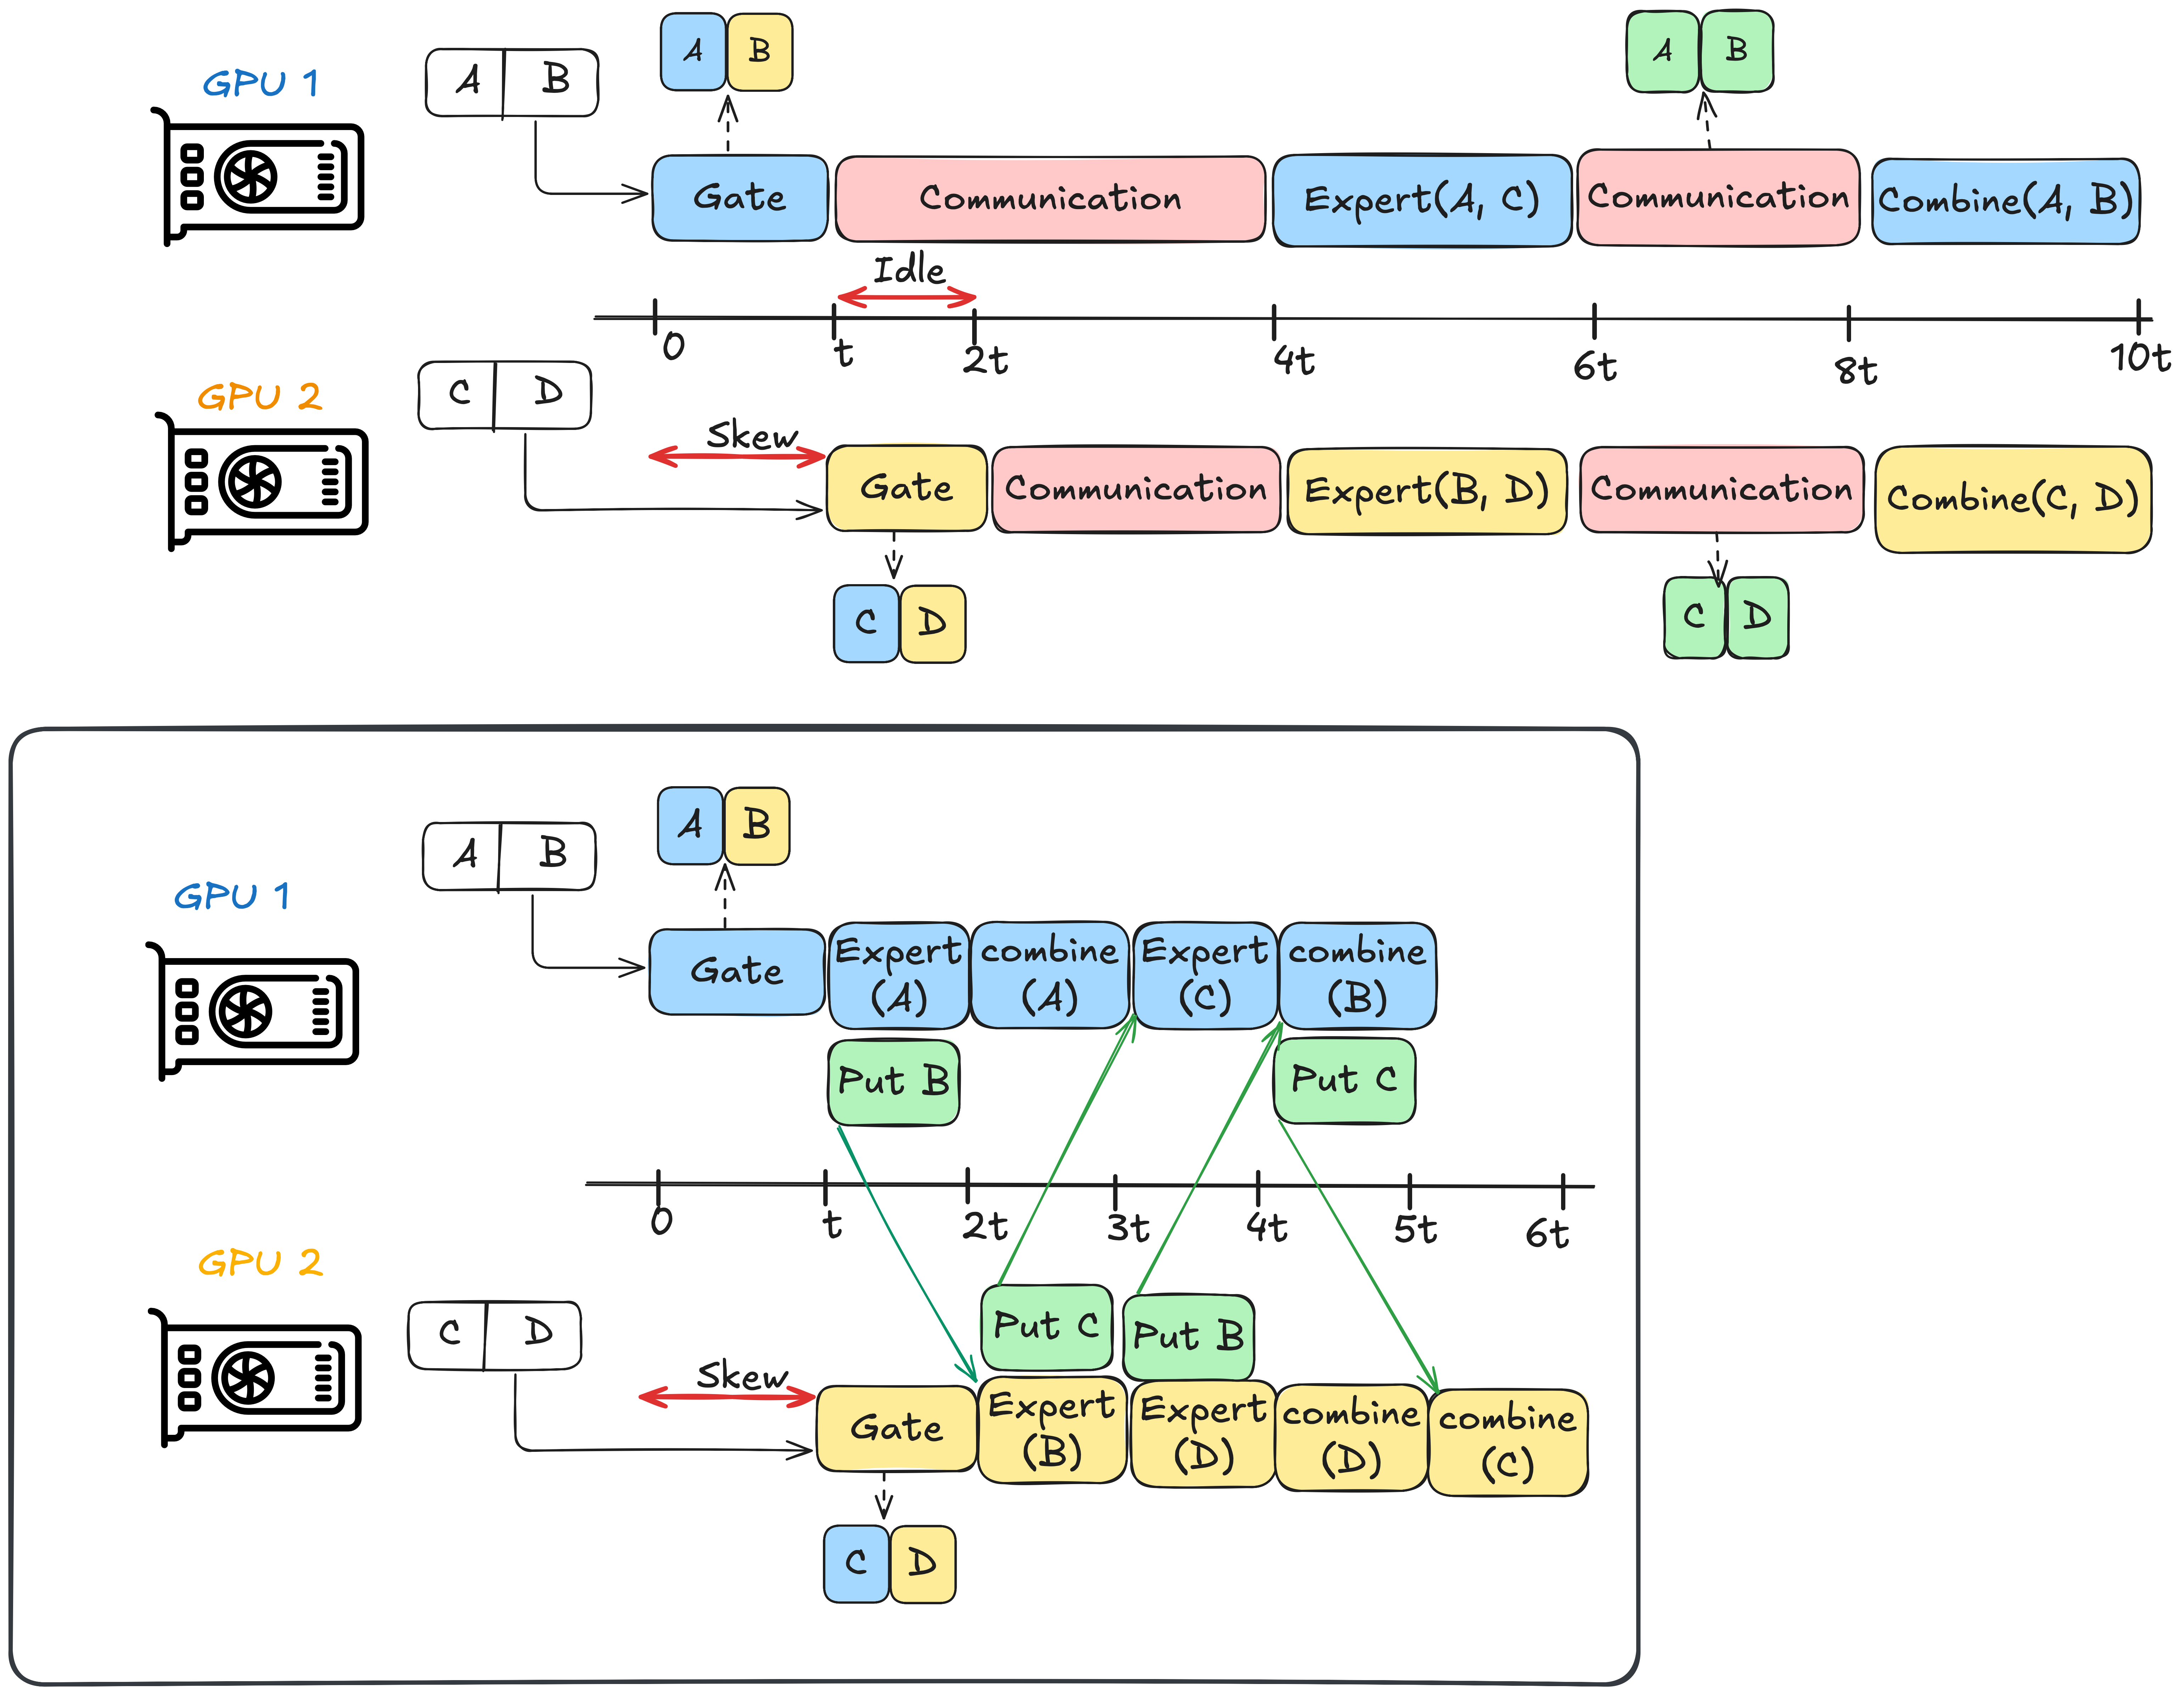 A B
A B
GPU 1
A B
Gate
Communication
Expert(A, C)
Communication
Combine(A, B)
Idle
0 t 2t 4t 6t 8t 10t
GPU 2
C D
Skew
Gate
Communication
Expert(B, D)
Communication
Combine(C, D)
C D
C D
A B
GPU 1
A B
Gate
Expert
(A)
combine
(A)
Expert
(C)
combine
(B)
Put B
Put C
0 t 2t 3t 4t 5t 6t
GPU 2
C D
Put C
Put B
Skew
Gate
Expert
(B)
Expert
(D)
combine
(D)
combine
(C)
C D